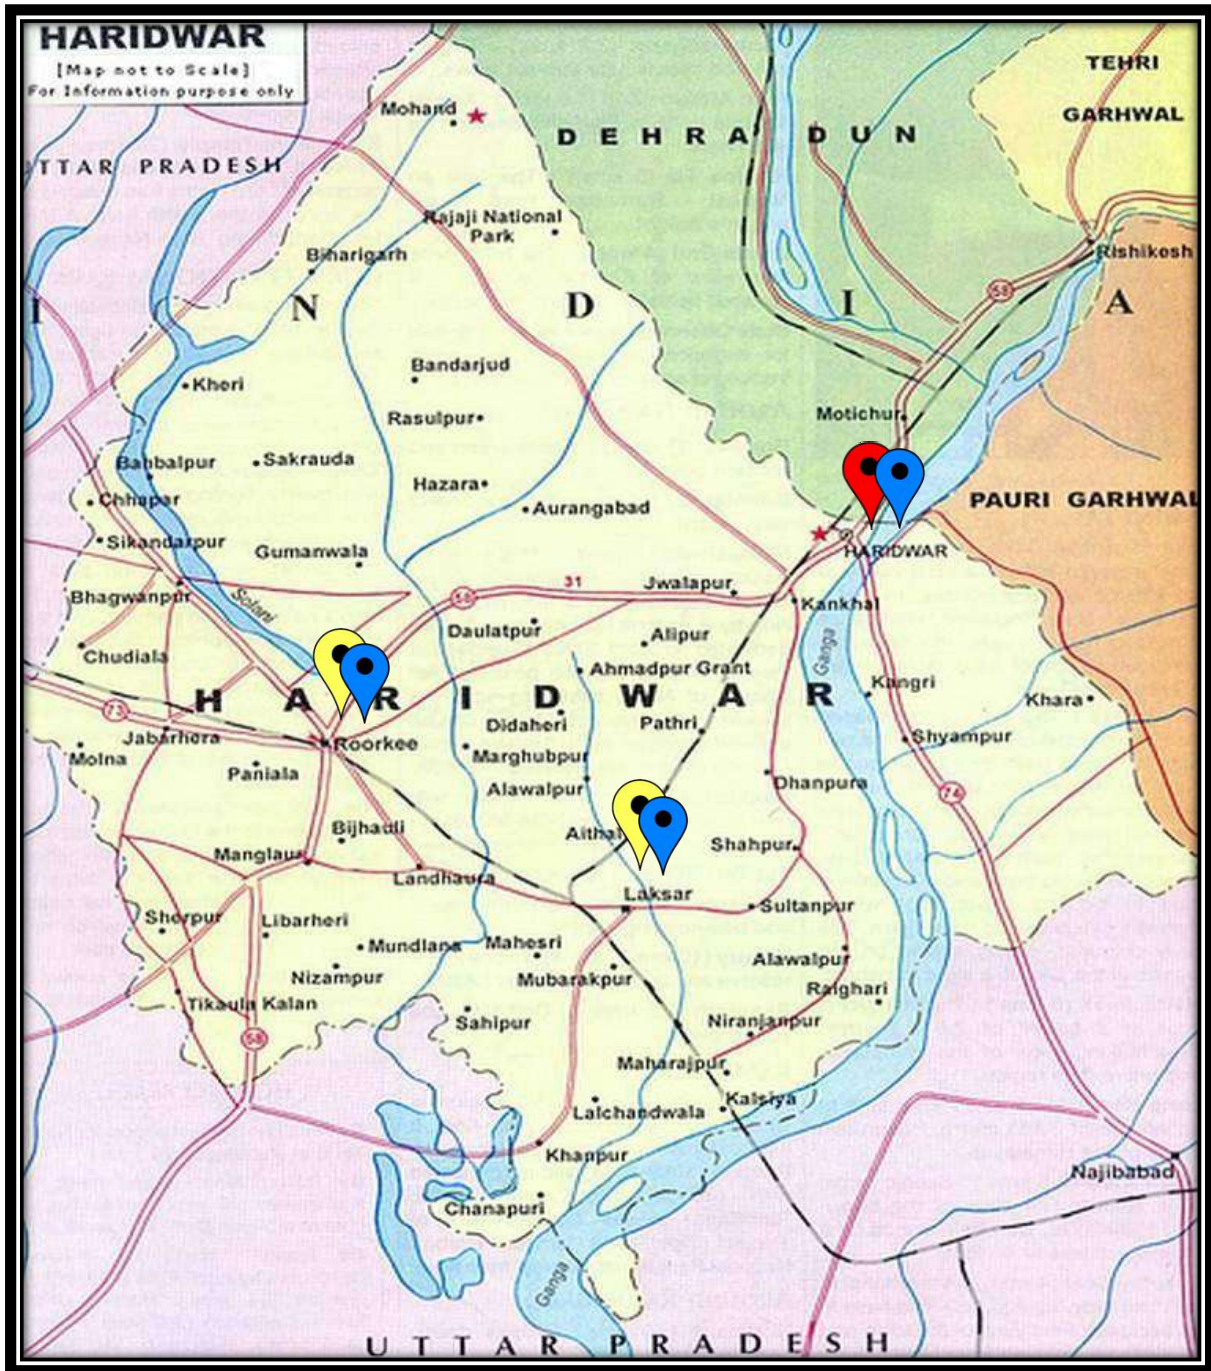 HARIDWAR
[Map not to Scale]
For Information purpose only
TEHRI
GARHWAL
Mohand
DEHRA DUN
UTTAR PRADESH
Rajaji National
Park
Biharigarh
Rishikesh
58
I N D I A
Bandarjud
Kheri
Rasulpur
Motichur
Bahbalpur
Sakrauda
Hazara
Chhapar
PAURI GARHWAL
Aurangabad
Sikandarpur
Gumanwala
HARIDWAR
Jwalapur
31
Bhagwanpur
Solani
58
Kankhal
Daulatpur
Alipur
Ganga
Chudiala
Ahmadpur Grant
Kangri
HARIDWAR
Khara
73
Didaheri
Pathri
Jabarhera
Roorkee
Shyampur
Molna
Marghubpur
Paniala
Dhanpura
Alawalpur
74
Bijhauli
Aithal
Shahpur
Manglaur
Landhaura
Laksar
Sherpur
Libarheri
Sultanpur
Mundlana
Mahesri
Alawalpur
Nizampur
Mubarakpur
Raighari
Tikaula Kalan
Sahipur
Niranjanpur
58
Maharajpur
Lalchandwala
Kalsiya
Khanpur
Najibabad
Chanapuri
Ganga
UTTAR PRADESH